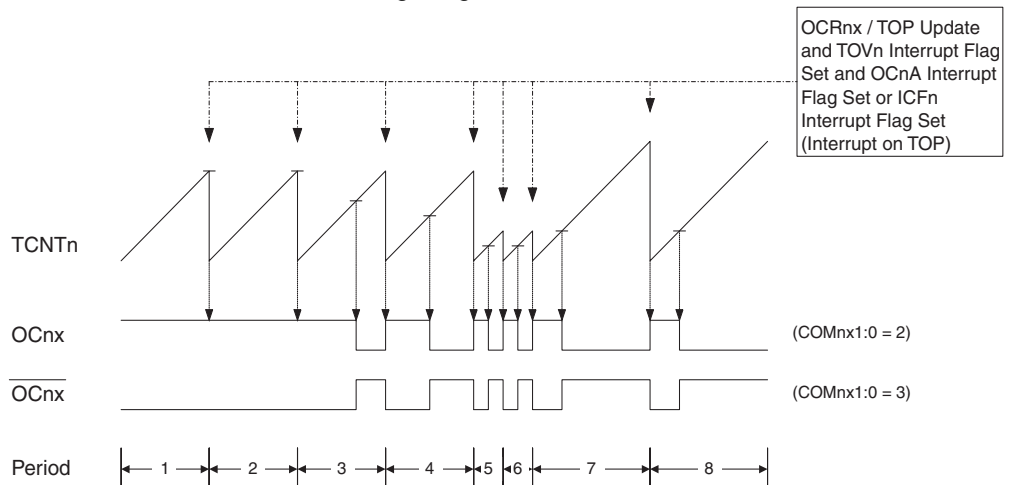 OCRnx / TOP Update
and TOVn Interrupt Flag
Set and OCnA Interrupt
Flag Set or ICFn
Interrupt Flag Set
(Interrupt on TOP)
TCNTn
OCnx
(COMnx1:0 = 2)
OCnx
(COMnx1:0 = 3)
Period
1
2
3
4
5
6
7
8